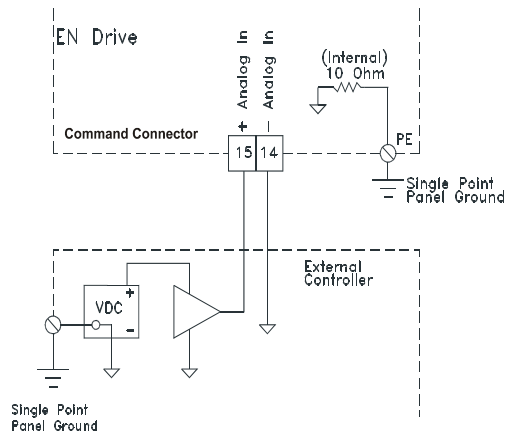 EN Drive
+ Analog In
- Analog In
(Internal)
10 Ohm
Command Connector
15 14
PE
Single Point
Panel Ground
External
Controller
+
VDC
-
Single Point
Panel Ground